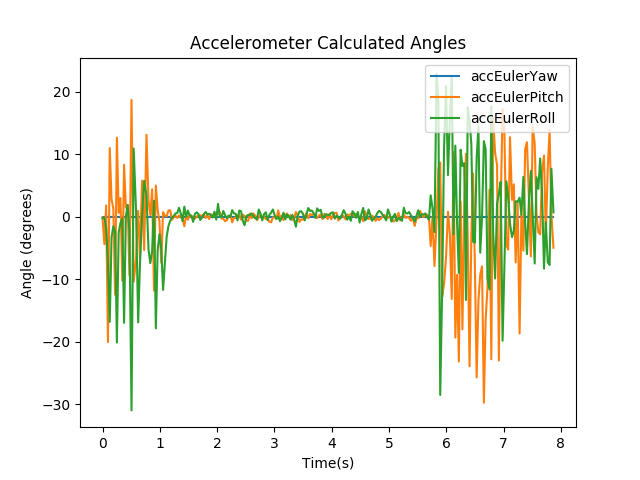 Accelerometer Calculated Angles
accEulerYaw
accEulerPitch
accEulerRoll
Angle (degrees)
20
10
0
−10
−20
−30
0 1 2 3 4 5 6 7 8
Time(s)